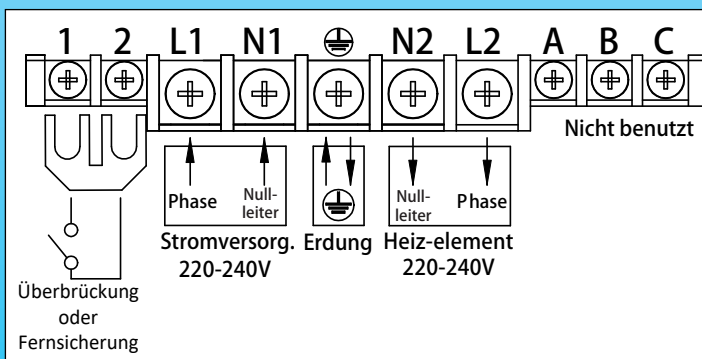 1 2 L1 N1 N2 L2 A B C
Nicht benutzt
Phase
Null-
leiter
Null-
leiter
Phase
Stromversorg.
220-240V
Erdung
Heiz-element
220-240V
Überbrückung
oder
Fernsicherung